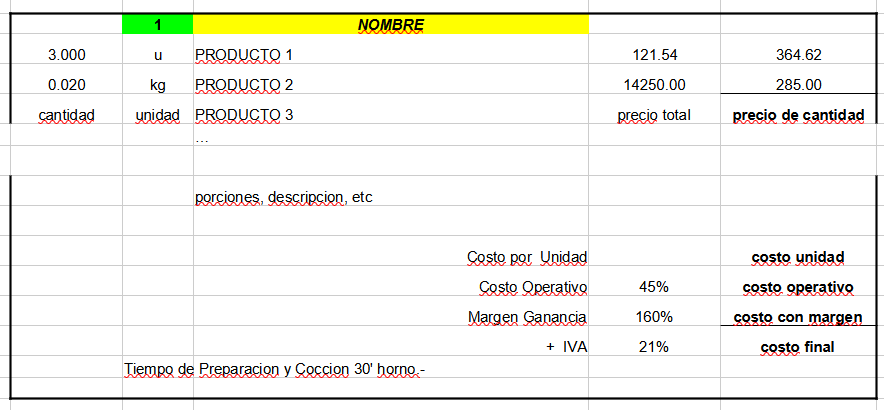 1 NOMBRE
3.000 u PRODUCTO 1 121.54 364.62
0.020 kg PRODUCTO 2 14250.00 285.00
cantidad unidad PRODUCTO 3 precio total precio de cantidad
...
porciones, descripcion, etc
Costo por Unidad costo unidad
Costo Operativo 45% costo operativo
Margen Ganancia 160% costo con margen
+ IVA 21% costo final
Tiempo de Preparacion y Coccion 30' horno.-